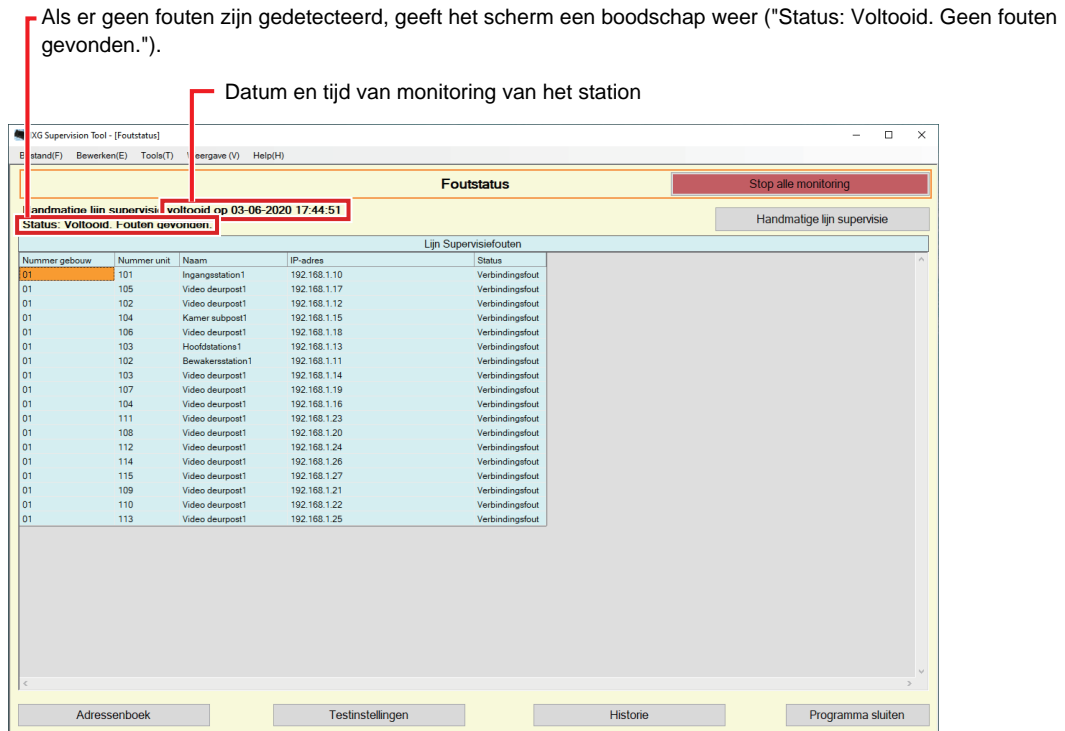 Als er geen fouten zijn gedetecteerd, geeft het scherm een boodschap weer ("Status: Voltooid. Geen fouten
gevonden.").
Datum en tijd van monitoring van het station
XG Supervision Tool - [Foutstatus]
Bestand(F) Bewerken(E) Tools(T) Weergave (V) Help(H)
Foutstatus
Stop alle monitoring
Handmatige lijn supervisie voltooid op 03-06-2020 17:44:51
Status: Voltooid. Fouten gevonden.
Handmatige lijn supervisie
Lijn Supervisiefouten
Nummer gebouw Nummer unit Naam IP-adres Status
01 101 Ingangsstation1 192.168.1.10 Verbindingsfout
01 105 Video deurpost1 192.168.1.17 Verbindingsfout
01 102 Video deurpost1 192.168.1.12 Verbindingsfout
01 104 Kamer subpost1 192.168.1.15 Verbindingsfout
01 106 Video deurpost1 192.168.1.18 Verbindingsfout
01 103 Hoofdstations1 192.168.1.13 Verbindingsfout
01 102 Bewakersstation1 192.168.1.11 Verbindingsfout
01 103 Video deurpost1 192.168.1.14 Verbindingsfout
01 107 Video deurpost1 192.168.1.19 Verbindingsfout
01 104 Video deurpost1 192.168.1.16 Verbindingsfout
01 111 Video deurpost1 192.168.1.23 Verbindingsfout
01 108 Video deurpost1 192.168.1.20 Verbindingsfout
01 112 Video deurpost1 192.168.1.24 Verbindingsfout
01 114 Video deurpost1 192.168.1.26 Verbindingsfout
01 115 Video deurpost1 192.168.1.27 Verbindingsfout
01 109 Video deurpost1 192.168.1.21 Verbindingsfout
01 110 Video deurpost1 192.168.1.22 Verbindingsfout
01 113 Video deurpost1 192.168.1.25 Verbindingsfout
Adressenboek Testinstellingen Historie Programma sluiten